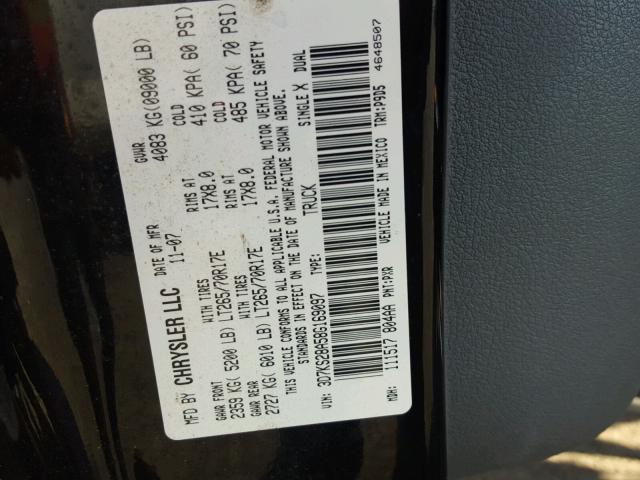 MFD BY CHRYSLER LLC DATE OF MFR 11-07 GVWR 4083 KG(09000 LB)
GAWR FRONT WITH TIRES RIMS AT COLD
2359 KG( 5200 LB) LT265/70R17E 17X8.0 410 KPA( 60 PSI)
GAWR REAR WITH TIRES RIMS AT COLD
2727 KG( 6010 LB) LT265/70R17E 17X8.0 485 KPA( 70 PSI)
THIS VEHICLE CONFORMS TO ALL APPLICABLE U.S.A. FEDERAL MOTOR VEHICLE SAFETY
STANDARDS IN EFFECT ON THE DATE OF MANUFACTURE SHOWN ABOVE.
VIN: 3D7KS28A58G169097 TYPE: TRUCK SINGLE X DUAL
MDH: 111517 B04AA PNT:PXR VEHICLE MADE IN MEXICO TRM:P9D5
4648507